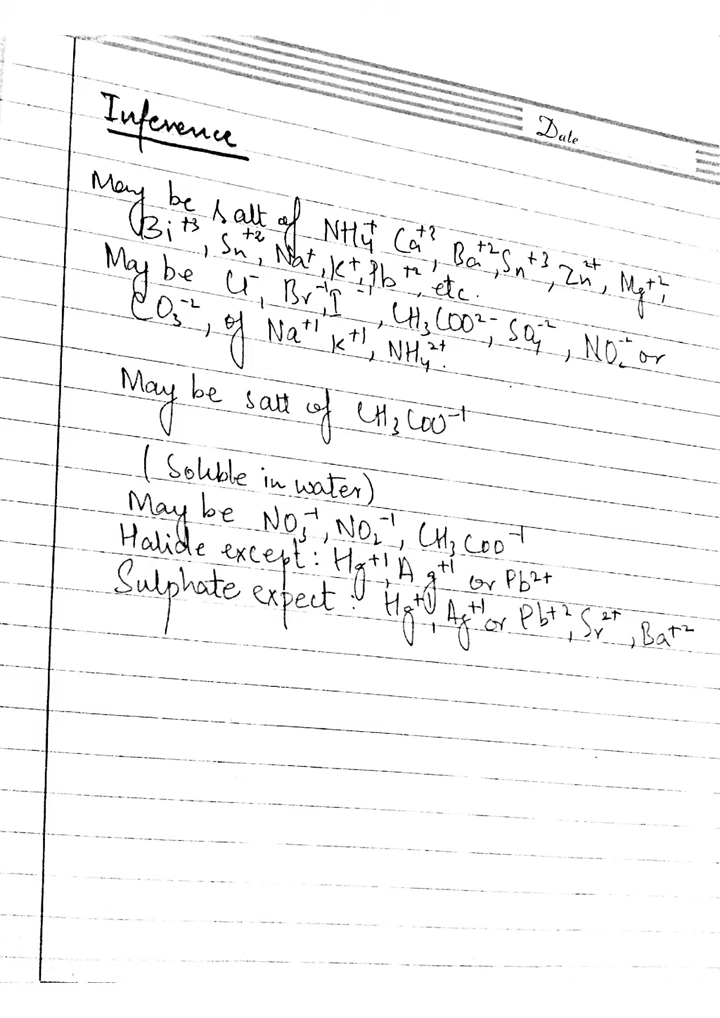 Date
Inference
May be salt of NH4+, Ca+2, Ba+2, Sn+3, Zn2+, Mg+2,
Bi+3, Sn+2, Na+, K+, Pb+2, etc.
May be Cl-, Br-1, I-1, CH3COO2-, SO4-2, NO2-1 or
CO3-2, of Na+1 K+1, NH42+.
May be satt of CH3COO-1
(Soluble in water)
May be NO3-1, NO2-1, CH3COO-1
Halide except: Hg+1, Ag+1 or Pb2+
Sulphate expect: Hg+1, Ag+1 or Pb+2, Sr2+, Ba+2